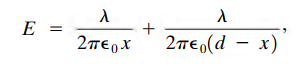 E = λ/(2πϵ₀x) + λ/(2πϵ₀(d − x)),